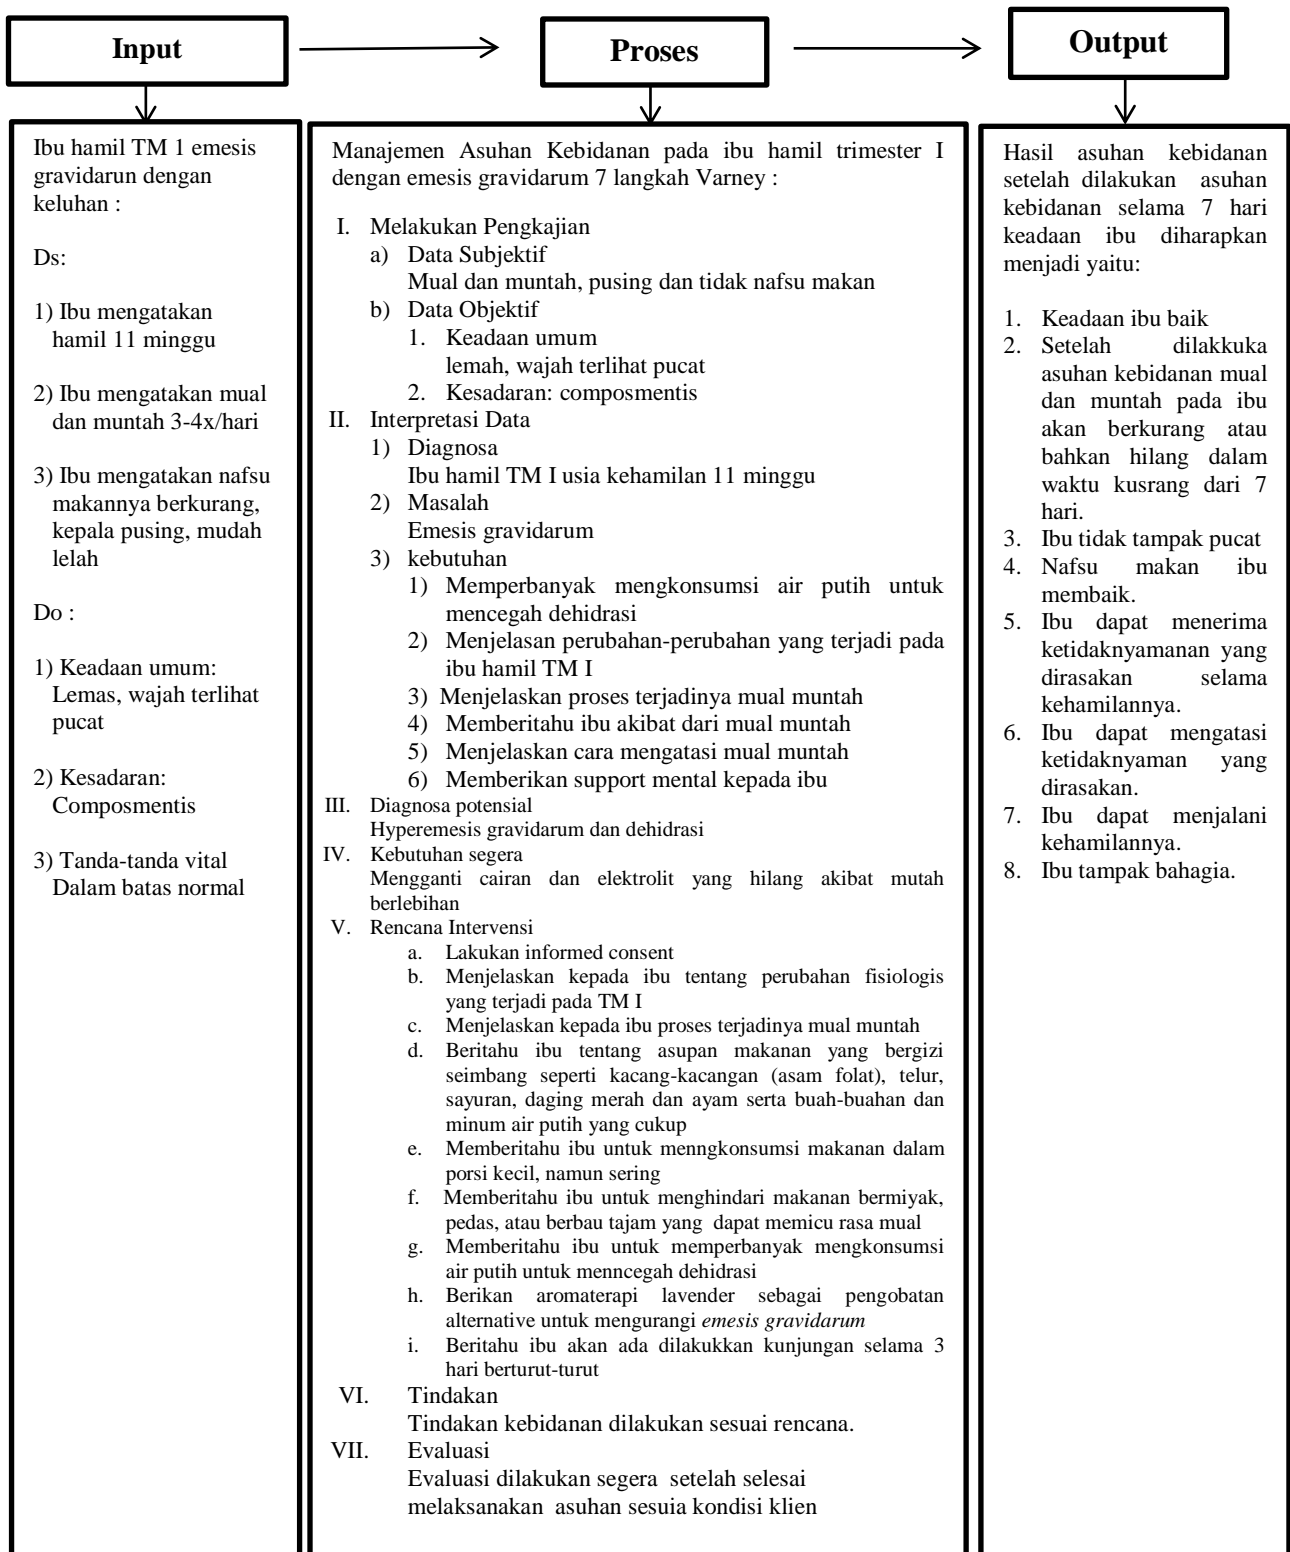 Input
Proses
Output
Ibu hamil TM 1 emesis
gravidarun dengan
keluhan :
Ds:
1) Ibu mengatakan
hamil 11 minggu
2) Ibu mengatakan mual
dan muntah 3-4x/hari
3) Ibu mengatakan nafsu
makannya berkurang,
kepala pusing, mudah
lelah
Do :
1) Keadaan umum:
Lemas, wajah terlihat
pucat
2) Kesadaran:
Composmentis
3) Tanda-tanda vital
Dalam batas normal
Manajemen Asuhan Kebidanan pada ibu hamil trimester I
dengan emesis gravidarum 7 langkah Varney :
I. Melakukan Pengkajian
a) Data Subjektif
Mual dan muntah, pusing dan tidak nafsu makan
b) Data Objektif
1. Keadaan umum
lemah, wajah terlihat pucat
2. Kesadaran: composmentis
II. Interpretasi Data
1) Diagnosa
Ibu hamil TM I usia kehamilan 11 minggu
2) Masalah
Emesis gravidarum
3) kebutuhan
1) Memperbanyak mengkonsumsi air putih untuk
mencegah dehidrasi
2) Menjelasan perubahan-perubahan yang terjadi pada
ibu hamil TM I
3) Menjelaskan proses terjadinya mual muntah
4) Memberitahu ibu akibat dari mual muntah
5) Menjelaskan cara mengatasi mual muntah
6) Memberikan support mental kepada ibu
III. Diagnosa potensial
Hyperemesis gravidarum dan dehidrasi
IV. Kebutuhan segera
Mengganti cairan dan elektrolit yang hilang akibat mutah
berlebihan
V. Rencana Intervensi
a. Lakukan informed consent
b. Menjelaskan kepada ibu tentang perubahan fisiologis
yang terjadi pada TM I
c. Menjelaskan kepada ibu proses terjadinya mual muntah
d. Beritahu ibu tentang asupan makanan yang bergizi
seimbang seperti kacang-kacangan (asam folat), telur,
sayuran, daging merah dan ayam serta buah-buahan dan
minum air putih yang cukup
e. Memberitahu ibu untuk menngkonsumsi makanan dalam
porsi kecil, namun sering
f. Memberitahu ibu untuk menghindari makanan bermiyak,
pedas, atau berbau tajam yang dapat memicu rasa mual
g. Memberitahu ibu untuk memperbanyak mengkonsumsi
air putih untuk menncegah dehidrasi
h. Berikan aromaterapi lavender sebagai pengobatan
alternative untuk mengurangi emesis gravidarum
i. Beritahu ibu akan ada dilakukkan kunjungan selama 3
hari berturut-turut
VI. Tindakan
Tindakan kebidanan dilakukan sesuai rencana.
VII. Evaluasi
Evaluasi dilakukan segera setelah selesai
melaksanakan asuhan sesuia kondisi klien
Hasil asuhan kebidanan
setelah dilakukan asuhan
kebidanan selama 7 hari
keadaan ibu diharapkan
menjadi yaitu:
1. Keadaan ibu baik
2. Setelah dilakkuka
asuhan kebidanan mual
dan muntah pada ibu
akan berkurang atau
bahkan hilang dalam
waktu kusrang dari 7
hari.
3. Ibu tidak tampak pucat
4. Nafsu makan ibu
membaik.
5. Ibu dapat menerima
ketidaknyamanan yang
dirasakan selama
kehamilannya.
6. Ibu dapat mengatasi
ketidaknyaman yang
dirasakan.
7. Ibu dapat menjalani
kehamilannya.
8. Ibu tampak bahagia.